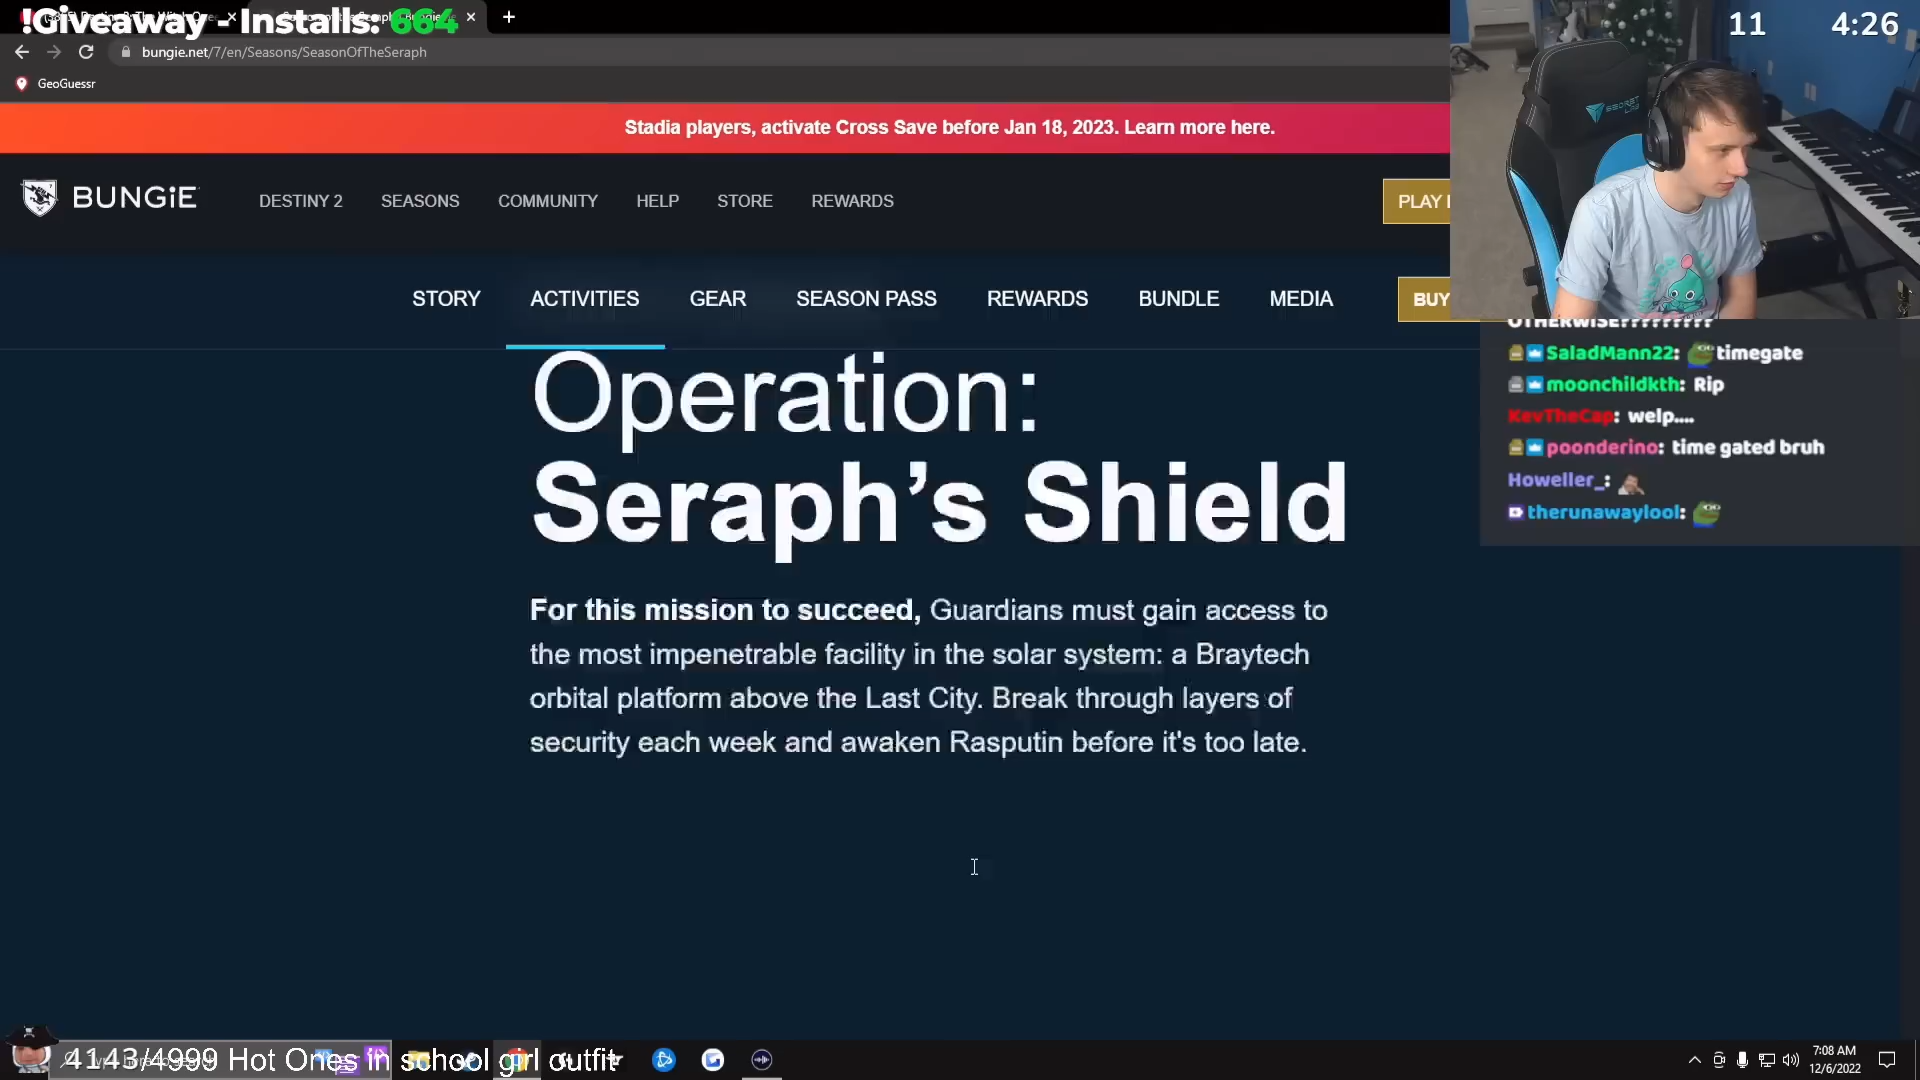 !Giveaway - Installs: 664
11
4:26
bungie.net/7/en/Seasons/SeasonOfTheSeraph
GeoGuessr
SECRET LAB
Stadia players, activate Cross Save before Jan 18, 2023. Learn more here.
BUNGiE
DESTINY 2
SEASONS
COMMUNITY
HELP
STORE
REWARDS
PLAY
STORY
ACTIVITIES
GEAR
SEASON PASS
REWARDS
BUNDLE
MEDIA
BUY
OTHERWISE?????????
SaladMann22: timegate
moonchildkth: Rip
KevTheCap: welp....
poonderino: time gated bruh
Howeller_:
therunawaylool:
Operation:
Seraph’s Shield
For this mission to succeed, Guardians must gain access to
the most impenetrable facility in the solar system: a Braytech
orbital platform above the Last City. Break through layers of
security each week and awaken Rasputin before it's too late.
4143/4999 Hot Ones in school girl outfit
7:08 AM
12/6/2022